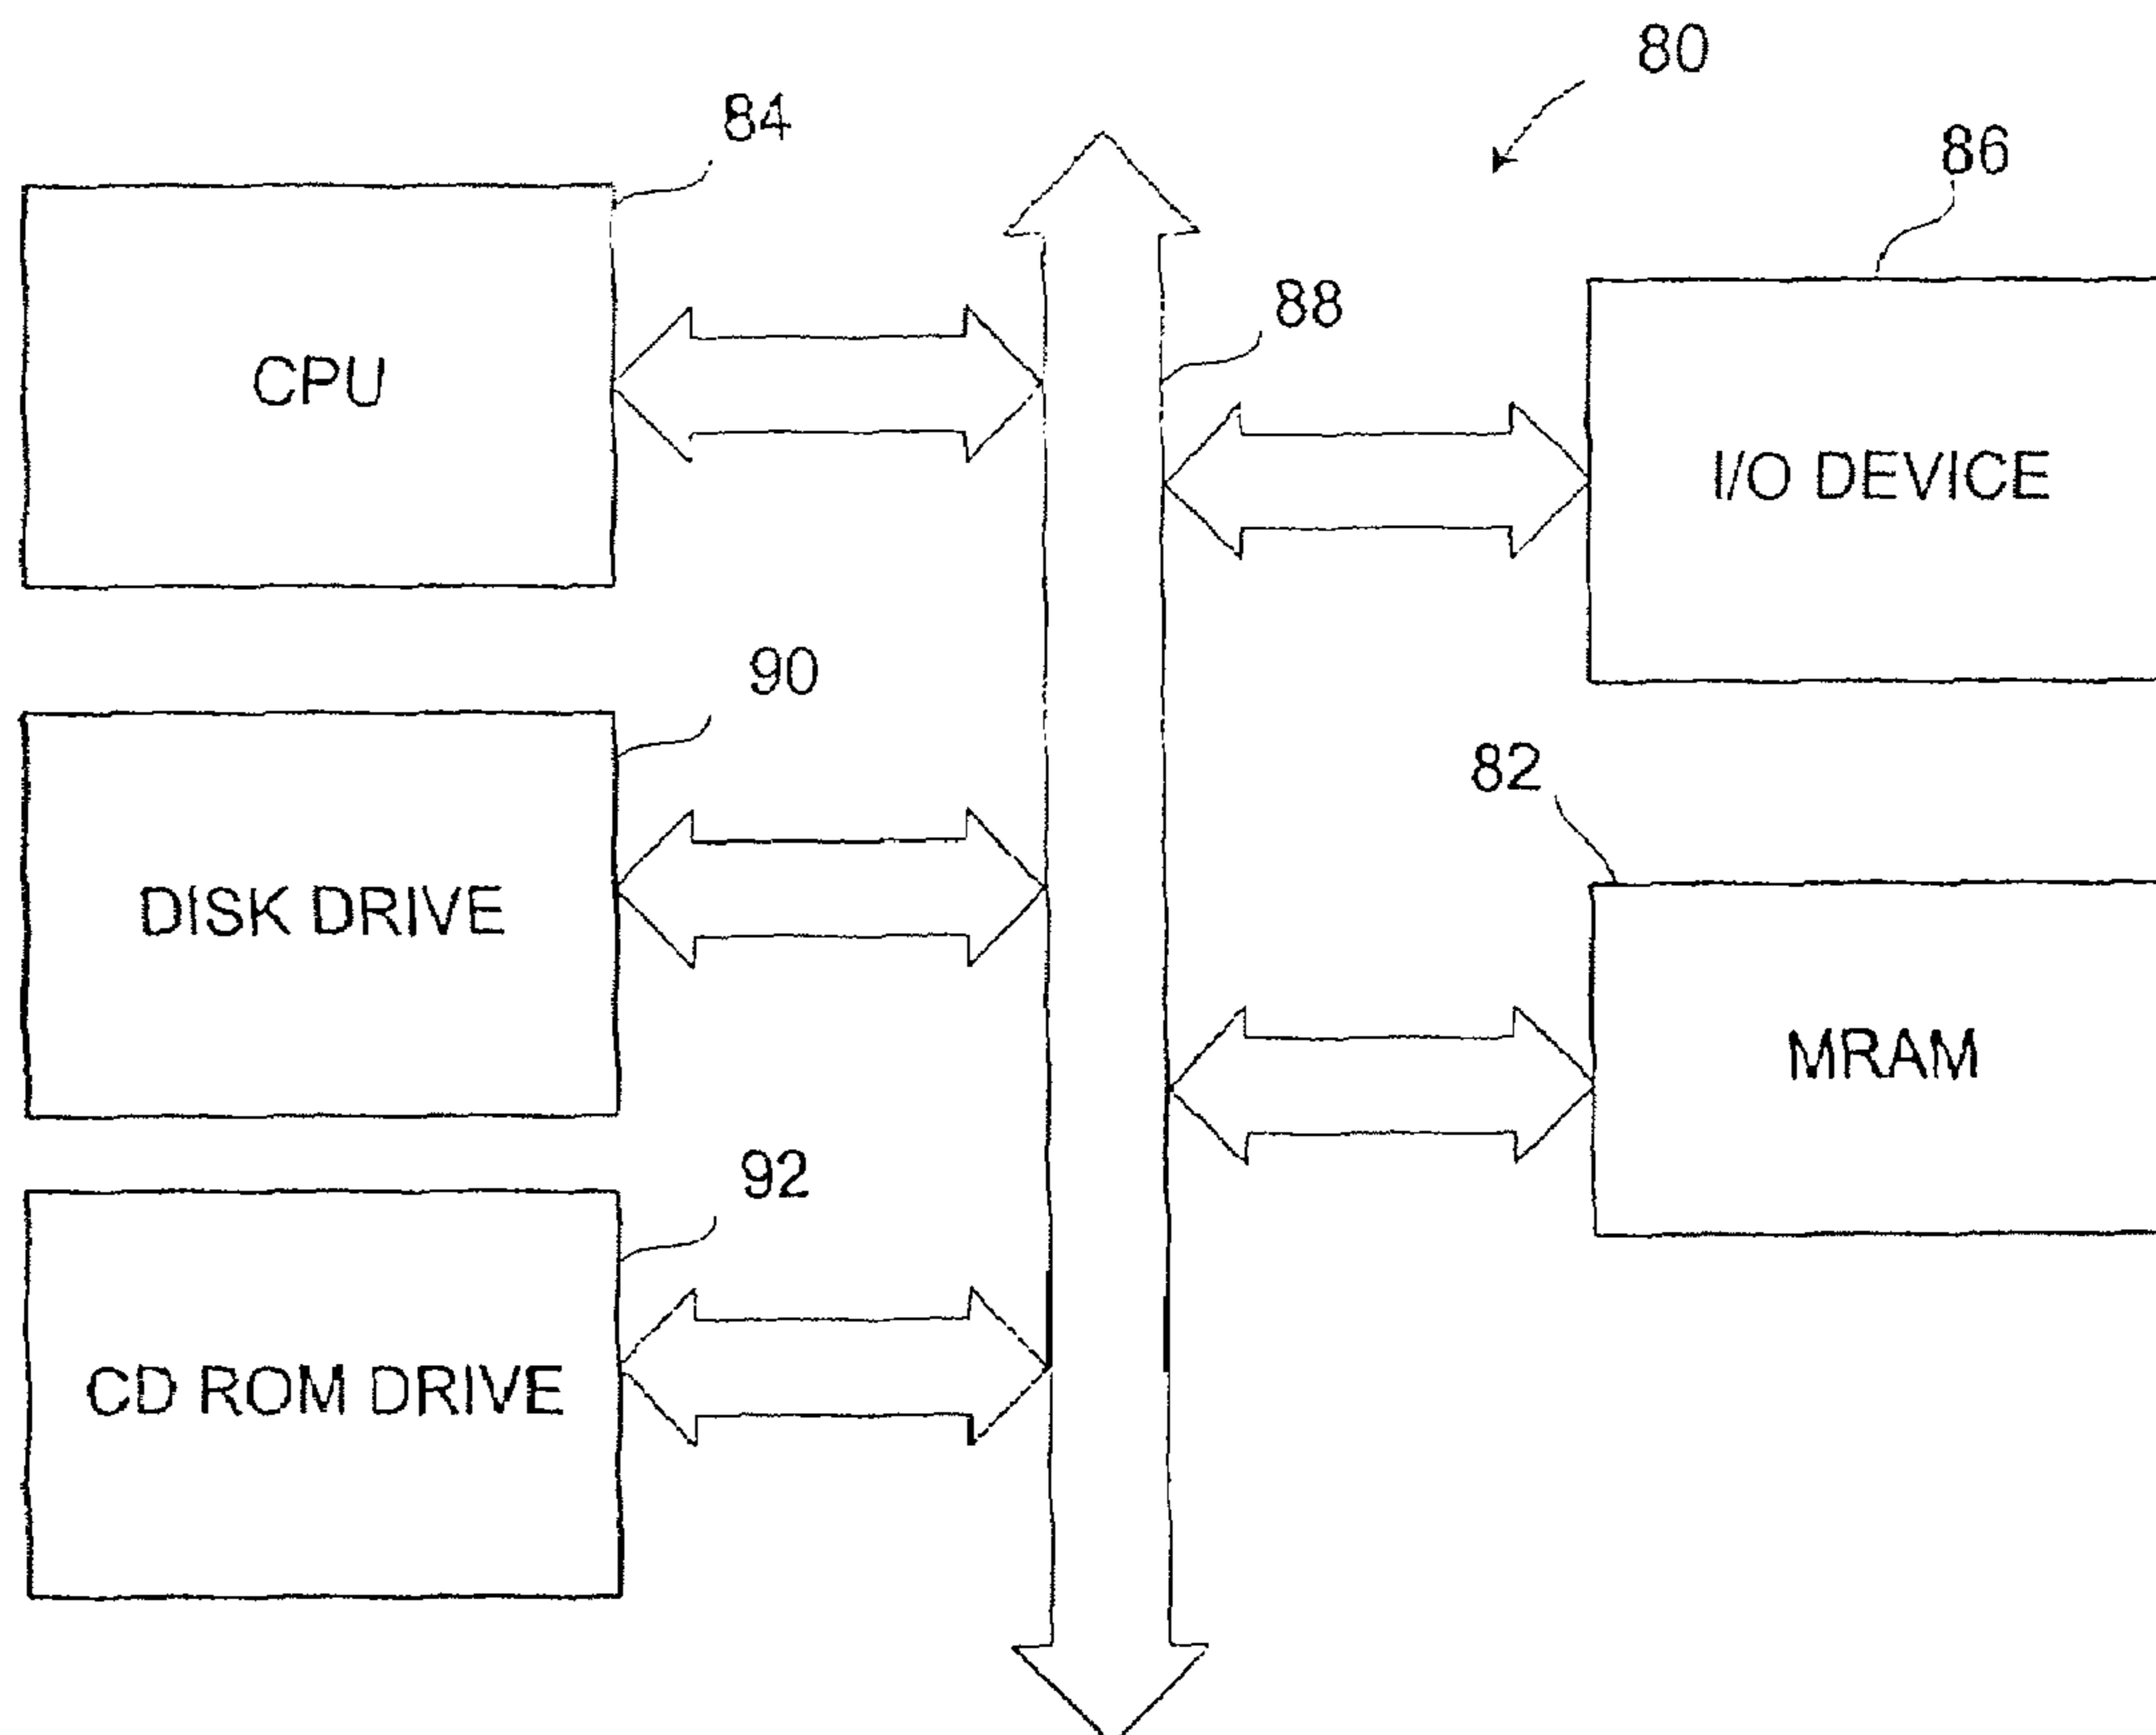 80
84
86
88
CPU
I/O DEVICE
90
82
DISK DRIVE
MRAM
92
CD ROM DRIVE